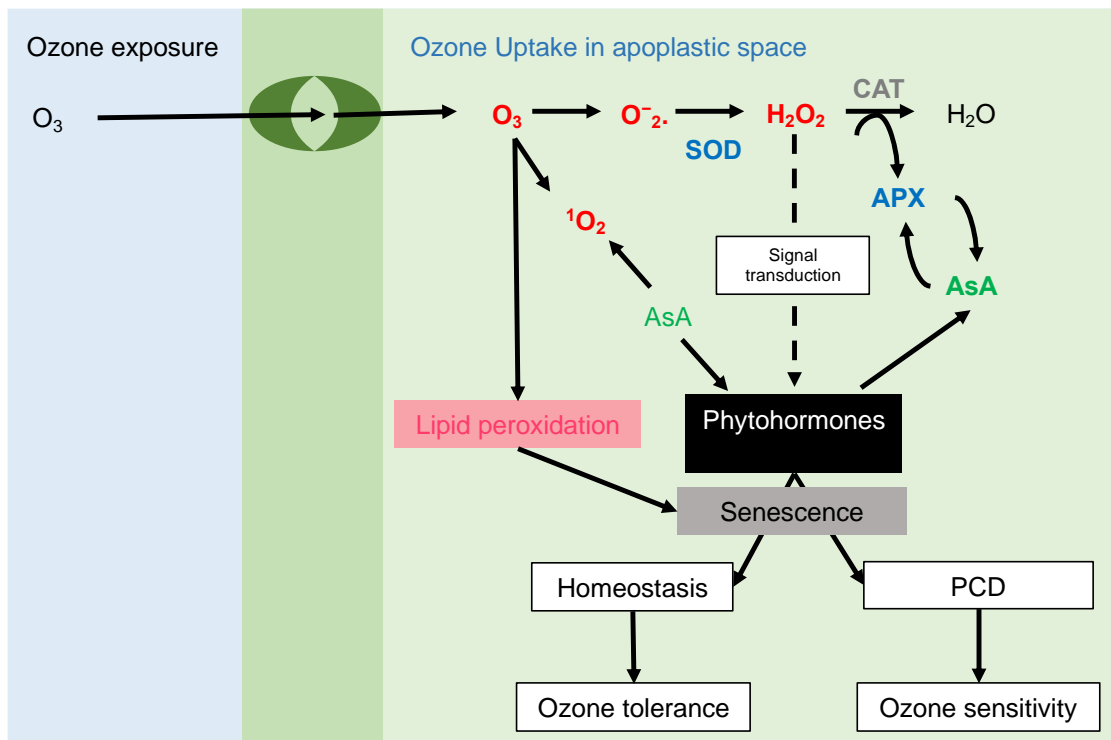 Ozone exposure
Ozone Uptake in apoplastic space
O₃
O₃
O⁻₂.
H₂O₂
CAT
H₂O
SOD
APX
¹O₂
Signal
transduction
AsA
AsA
Lipid peroxidation
Phytohormones
Senescence
Homeostasis
PCD
Ozone tolerance
Ozone sensitivity